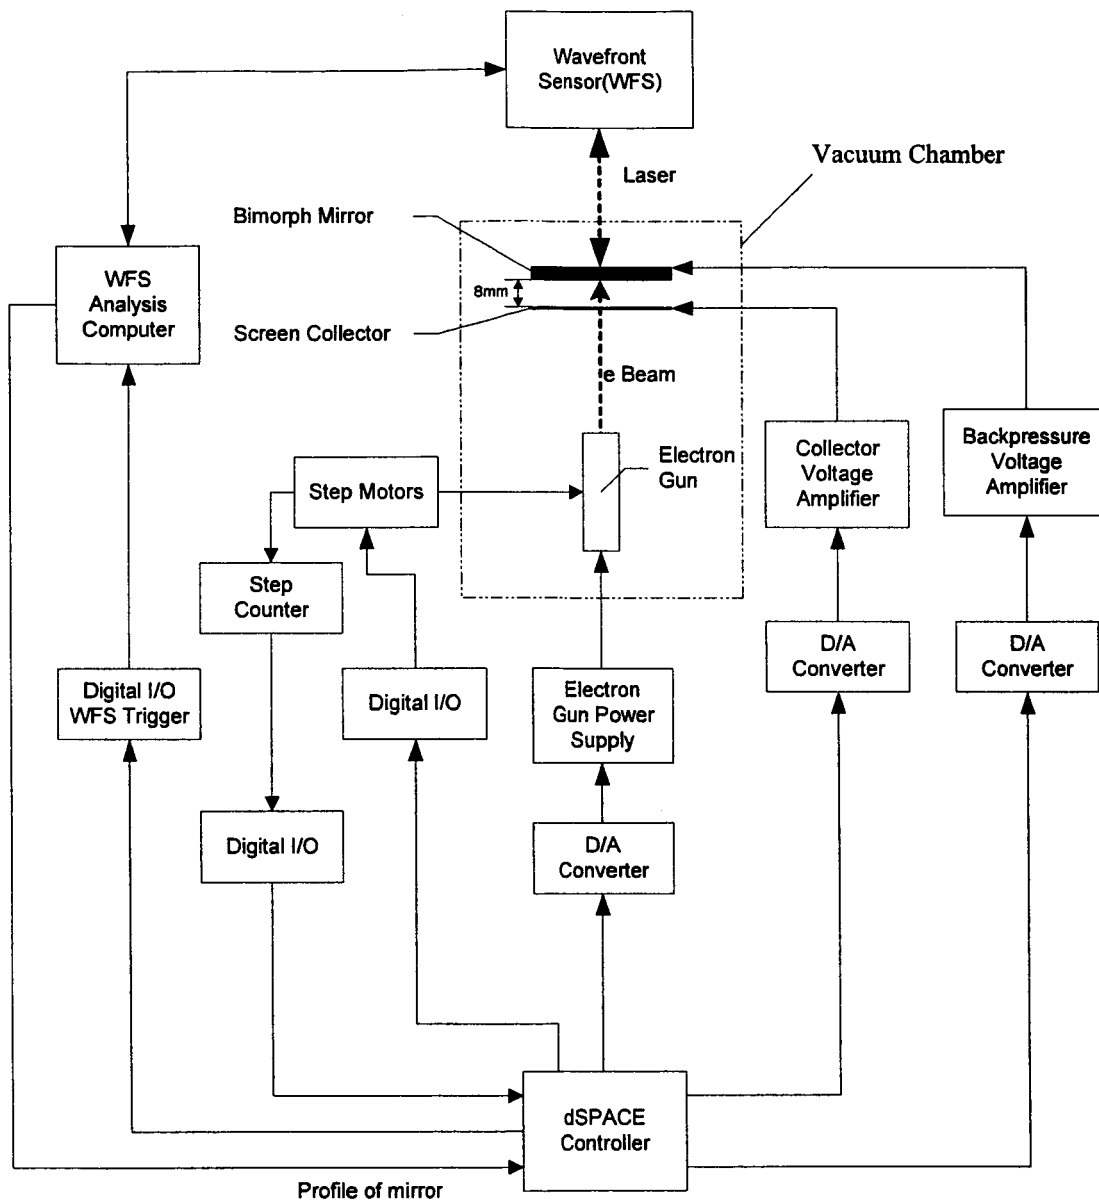 Wavefront
Sensor(WFS)
Vacuum Chamber
Laser
Bimorph Mirror
WFS
Analysis
Computer
8mm
Screen Collector
e Beam
Step Motors
Electron
Gun
Collector
Voltage
Amplifier
Backpressure
Voltage
Amplifier
Step
Counter
Digital I/O
WFS Trigger
Digital I/O
Electron
Gun Power
Supply
D/A
Converter
D/A
Converter
Digital I/O
D/A
Converter
dSPACE
Controller
Profile of mirror